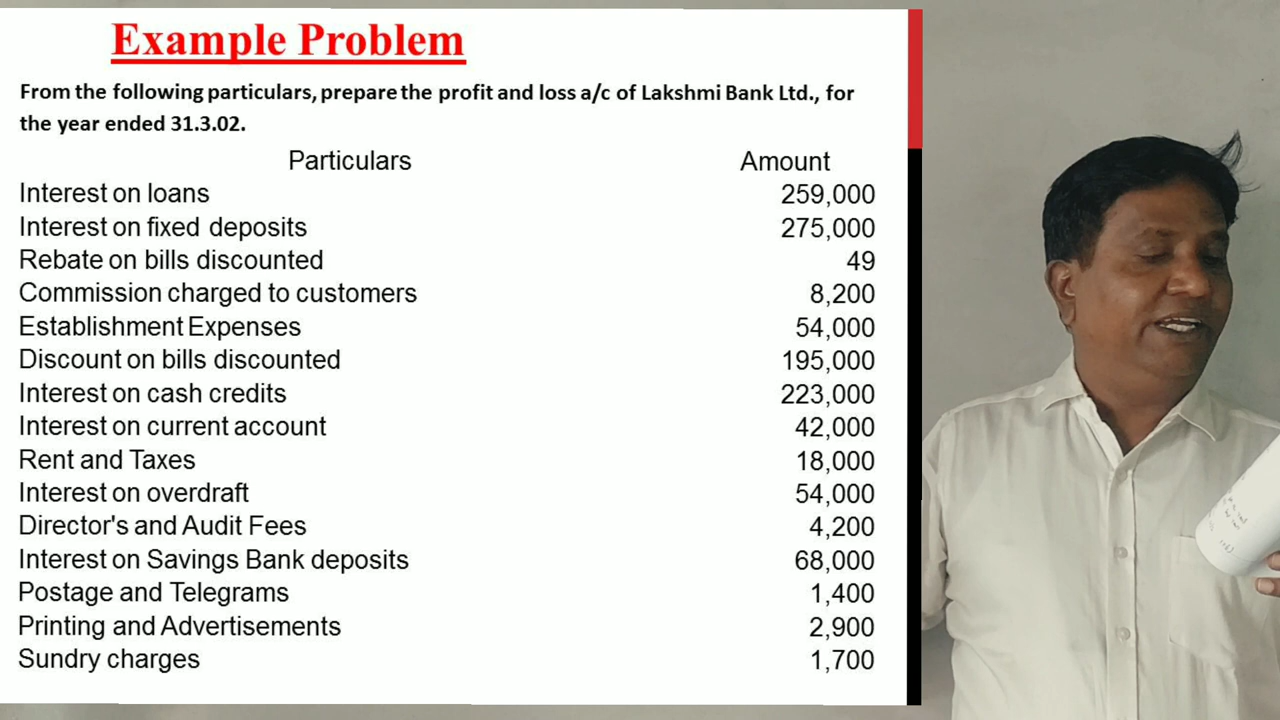 Example Problem
From the following particulars, prepare the profit and loss a/c of Lakshmi Bank Ltd., for
the year ended 31.3.02.
Particulars Amount
Interest on loans 259,000
Interest on fixed deposits 275,000
Rebate on bills discounted 49
Commission charged to customers 8,200
Establishment Expenses 54,000
Discount on bills discounted 195,000
Interest on cash credits 223,000
Interest on current account 42,000
Rent and Taxes 18,000
Interest on overdraft 54,000
Director's and Audit Fees 4,200
Interest on Savings Bank deposits 68,000
Postage and Telegrams 1,400
Printing and Advertisements 2,900
Sundry charges 1,700